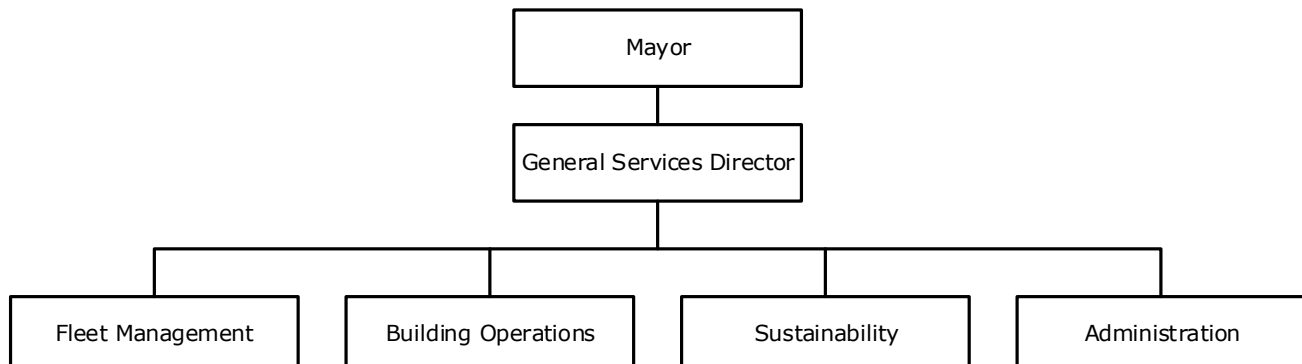 Mayor
General Services Director
Fleet Management
Building Operations
Sustainability
Administration